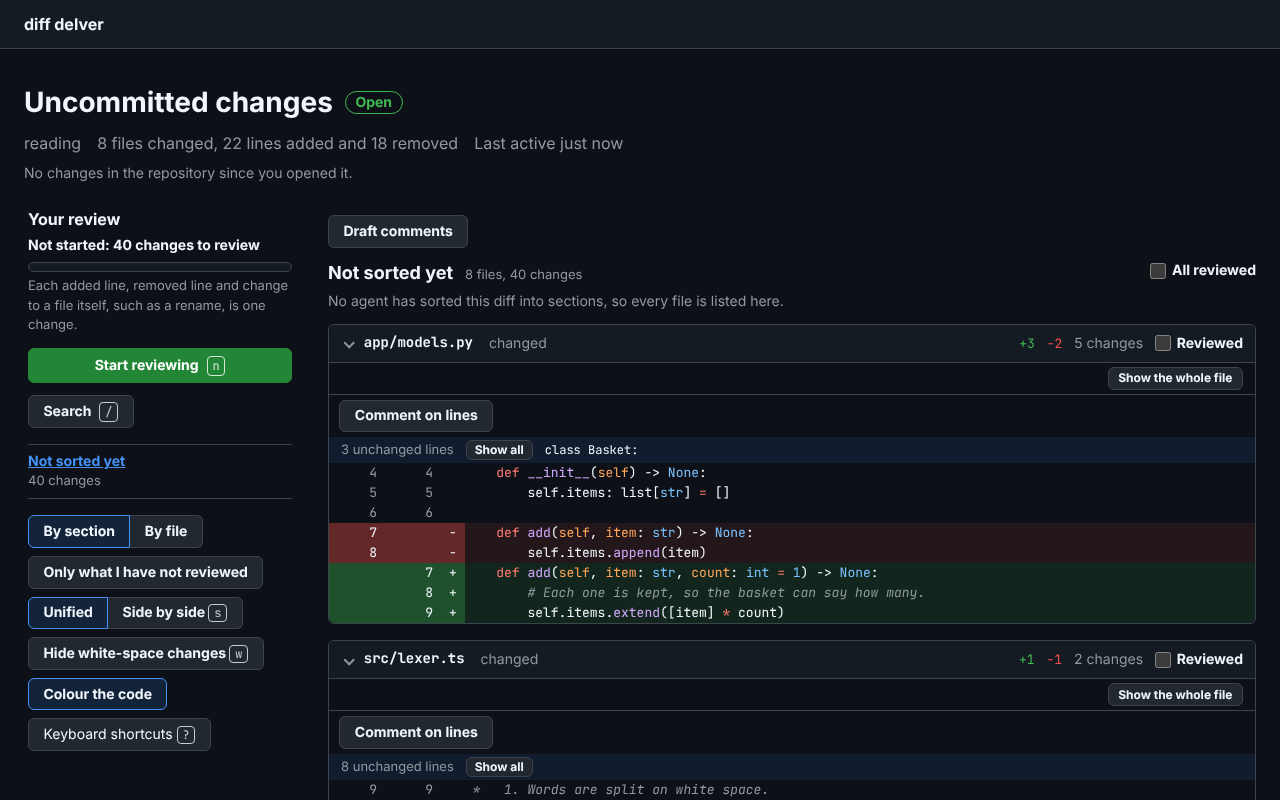 diff delver
Uncommitted changes Open
reading 8 files changed, 22 lines added and 18 removed Last active just now
No changes in the repository since you opened it.
Your review
Not started: 40 changes to review
Each added line, removed line and change
to a file itself, such as a rename, is one
change.
Start reviewing n
Search /
Not sorted yet
40 changes
By section By file
Only what I have not reviewed
Unified Side by side s
Hide white-space changes w
Colour the code
Keyboard shortcuts ?
Draft comments
Not sorted yet 8 files, 40 changes All reviewed
No agent has sorted this diff into sections, so every file is listed here.
app/models.py changed +3 -2 5 changes Reviewed
Show the whole file
Comment on lines
3 unchanged lines Show all class Basket:
4 4 def __init__(self) -> None:
5 5 self.items: list[str] = []
6 6
7 - def add(self, item: str) -> None:
8 - self.items.append(item)
7 + def add(self, item: str, count: int = 1) -> None:
8 + # Each one is kept, so the basket can say how many.
9 + self.items.extend([item] * count)
src/lexer.ts changed +1 -1 2 changes Reviewed
Show the whole file
Comment on lines
8 unchanged lines Show all
9 9 * 1. Words are split on white space.